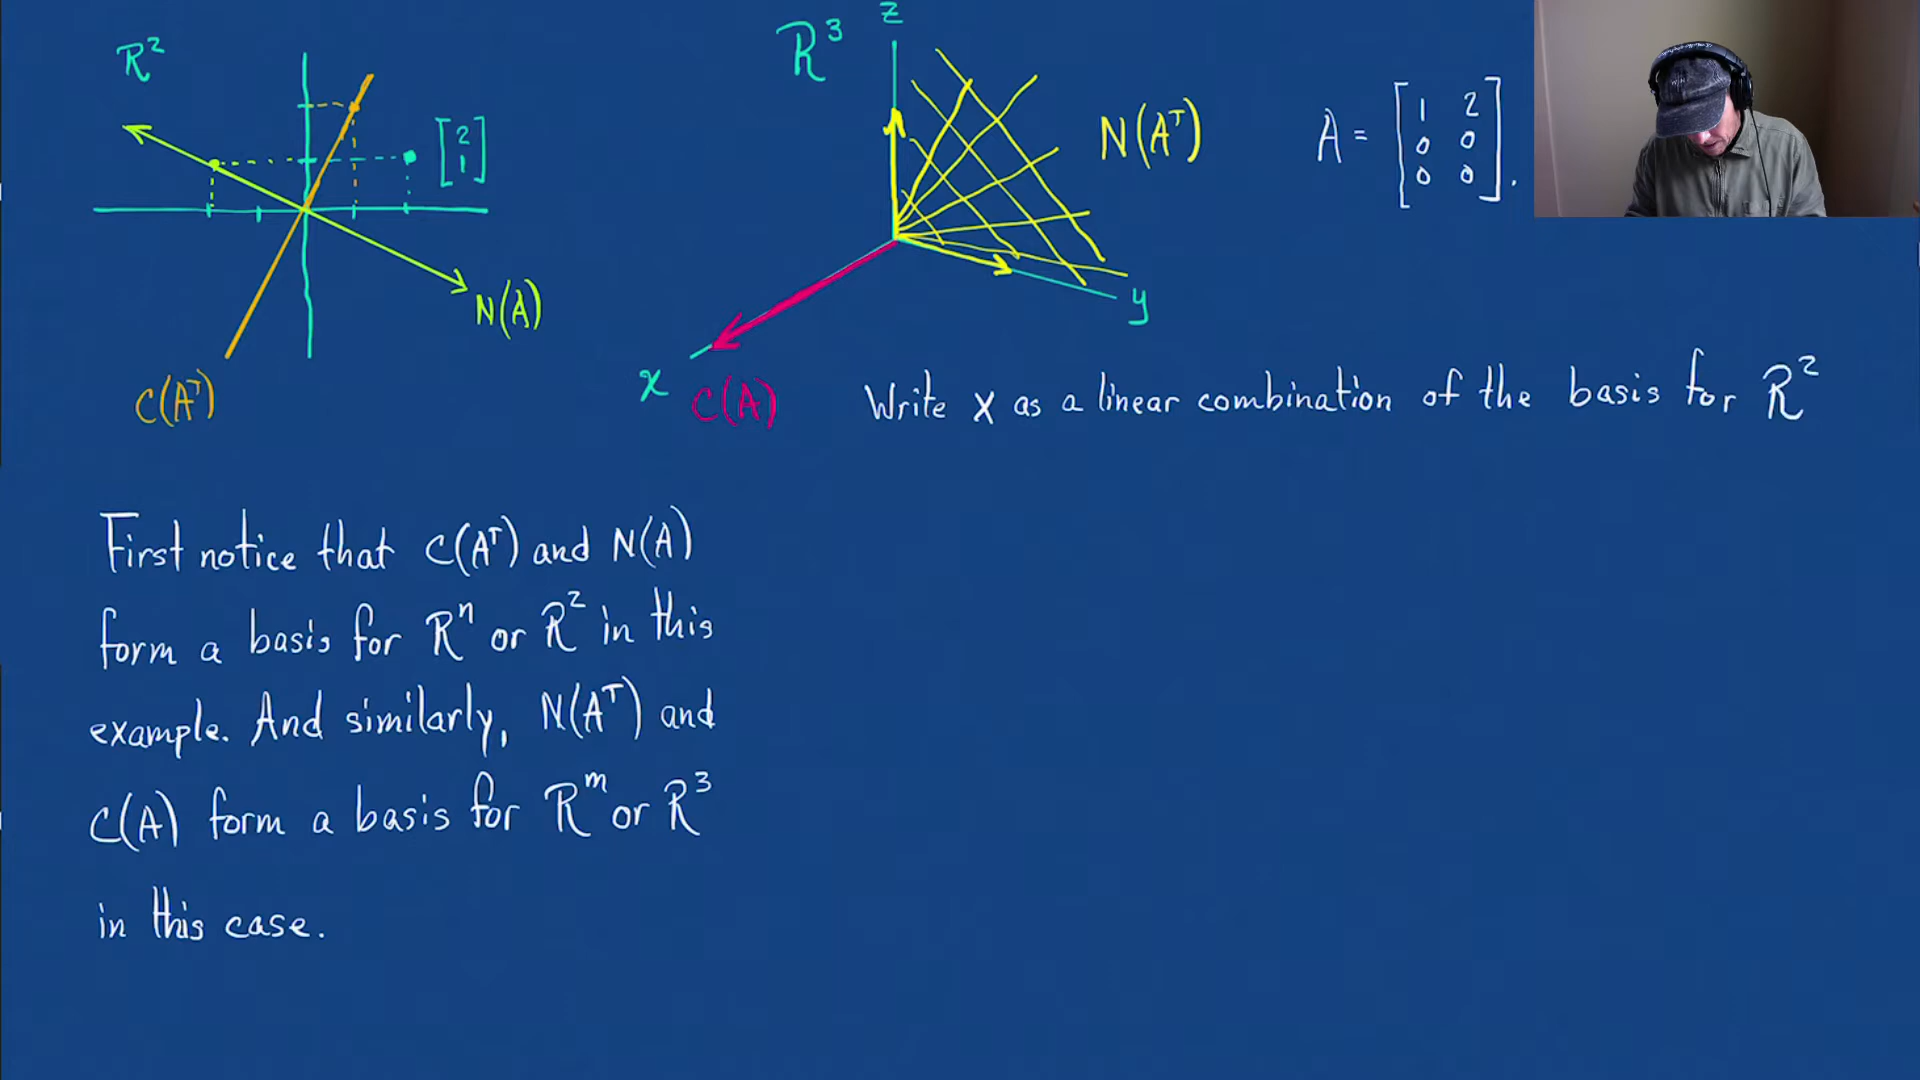 R²
[2
1]
N(A)
C(Aᵀ)
R³
z
y
x
N(Aᵀ)
C(A)
A = [1 2
0 0
0 0].
Write x as a linear combination of the basis for R²
First notice that C(Aᵀ) and N(A)
form a basis for Rⁿ or R² in this
example. And similarly, N(Aᵀ) and
C(A) form a basis for Rᵐ or R³
in this case.